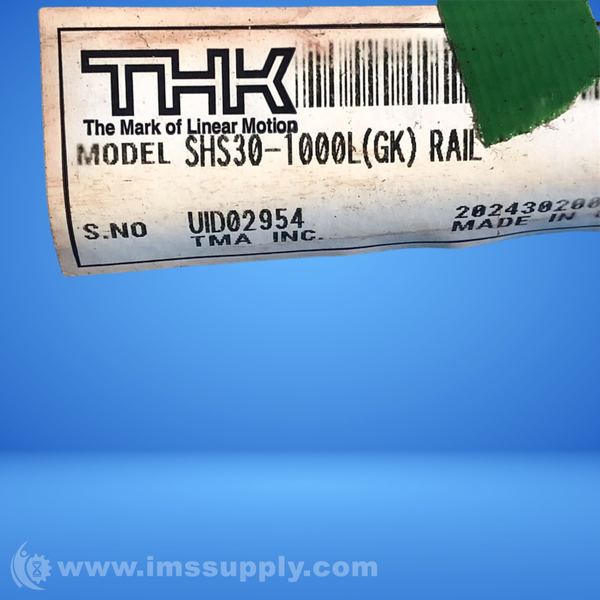 THK
The Mark of Linear Motion
MODEL SHS30-1000L(GK) RAIL
S.NO UID02954
TMA INC.
MADE IN
www.imssupply.com